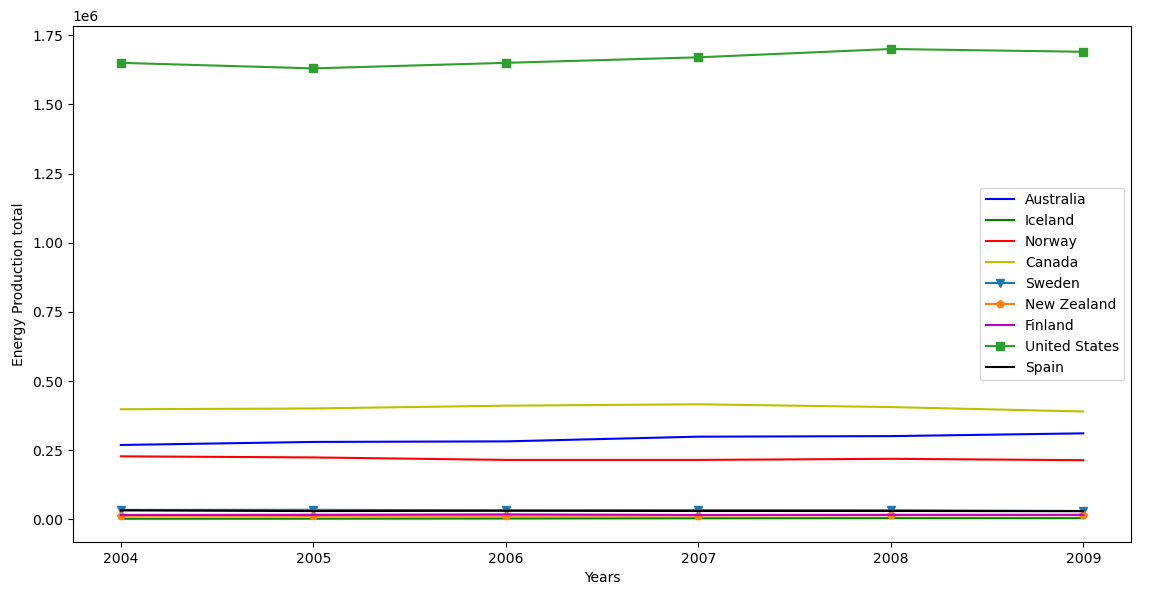 1e6
1.75
1.50
1.25
1.00
0.75
0.50
0.25
0.00
Energy Production total
2004 2005 2006 2007 2008 2009
Years
Australia
Iceland
Norway
Canada
Sweden
New Zealand
Finland
United States
Spain